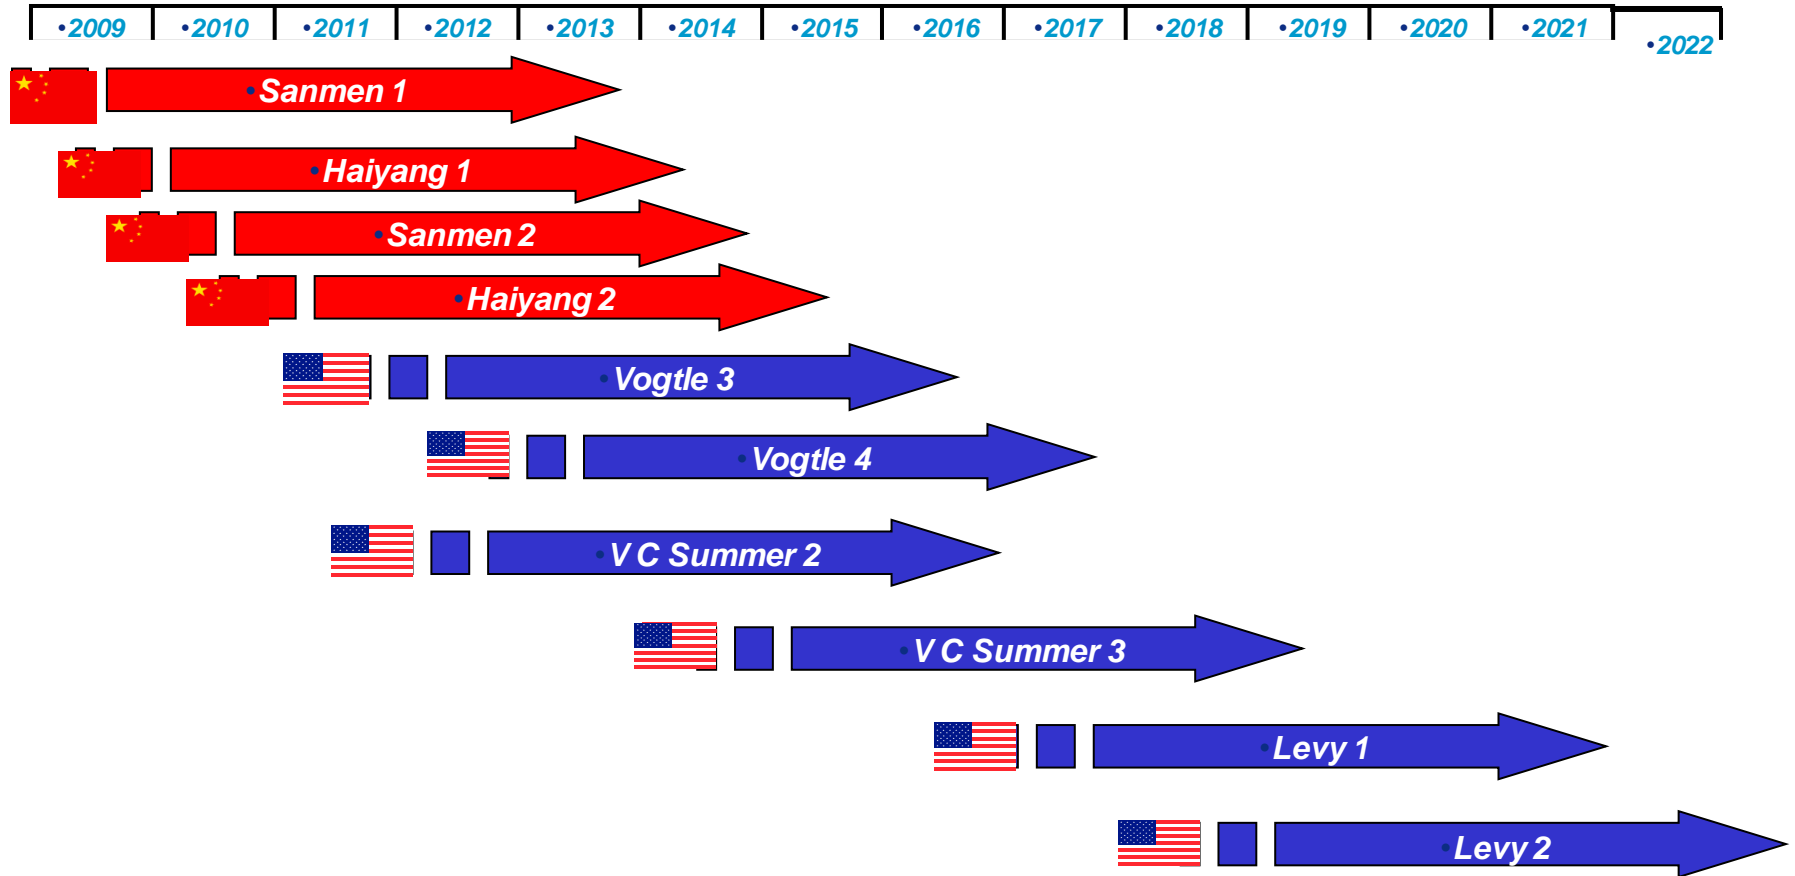 •2009 •2010 •2011 •2012 •2013 •2014 •2015 •2016 •2017 •2018 •2019 •2020 •2021 •2022
•Sanmen 1
•Haiyang 1
•Sanmen 2
•Haiyang 2
•Vogtle 3
•Vogtle 4
•V C Summer 2
•V C Summer 3
•Levy 1
•Levy 2